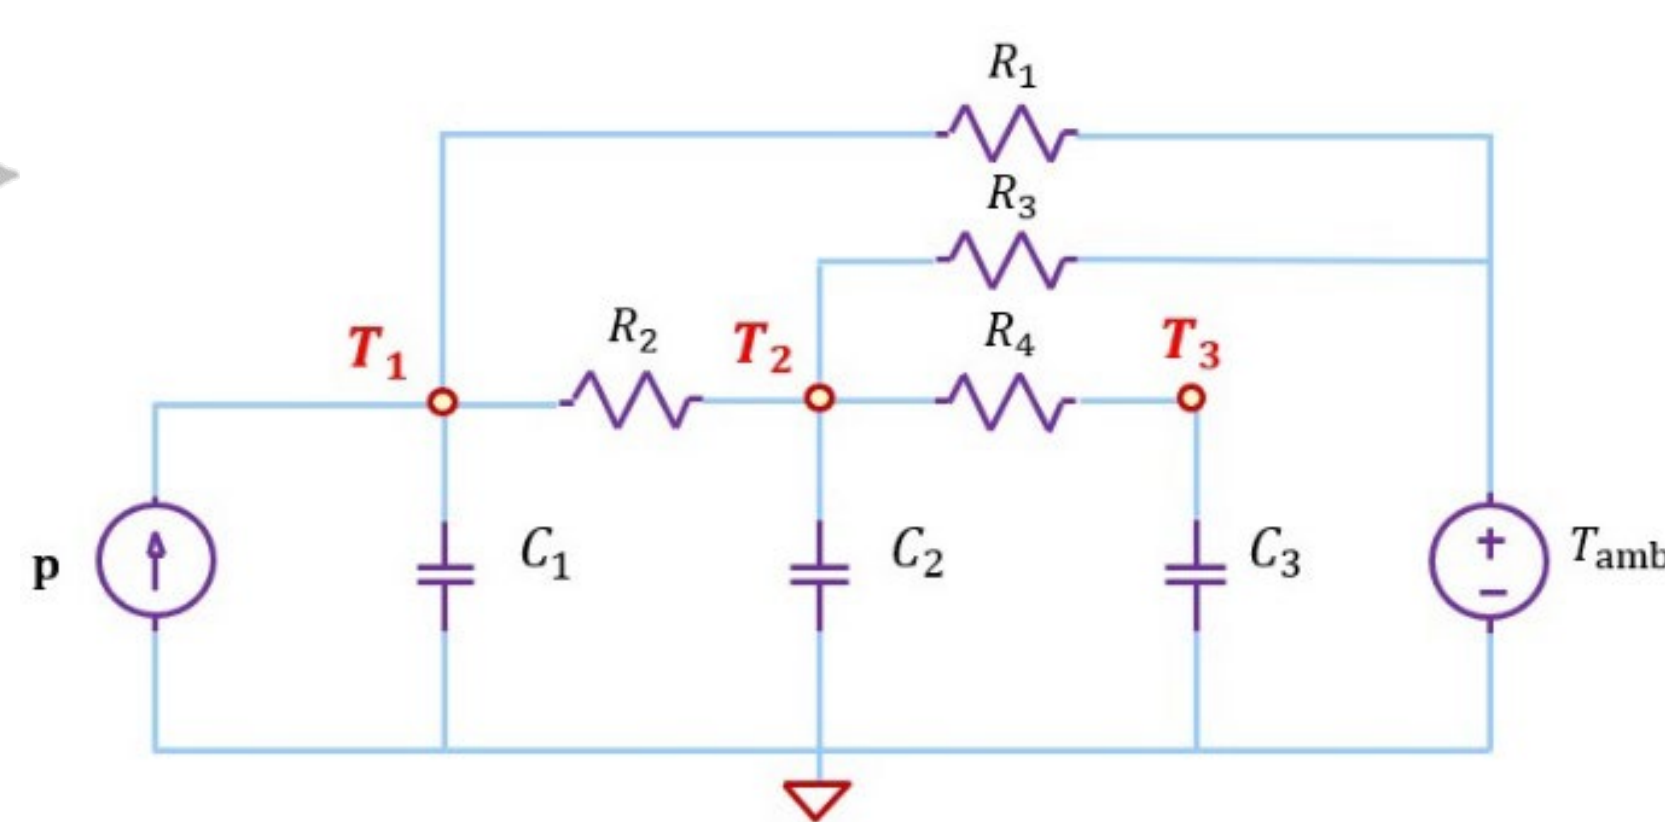 R₁
R₃
T₁
R₂
T₂
R₄
T₃
p
C₁
C₂
C₃
+
−
Tamb